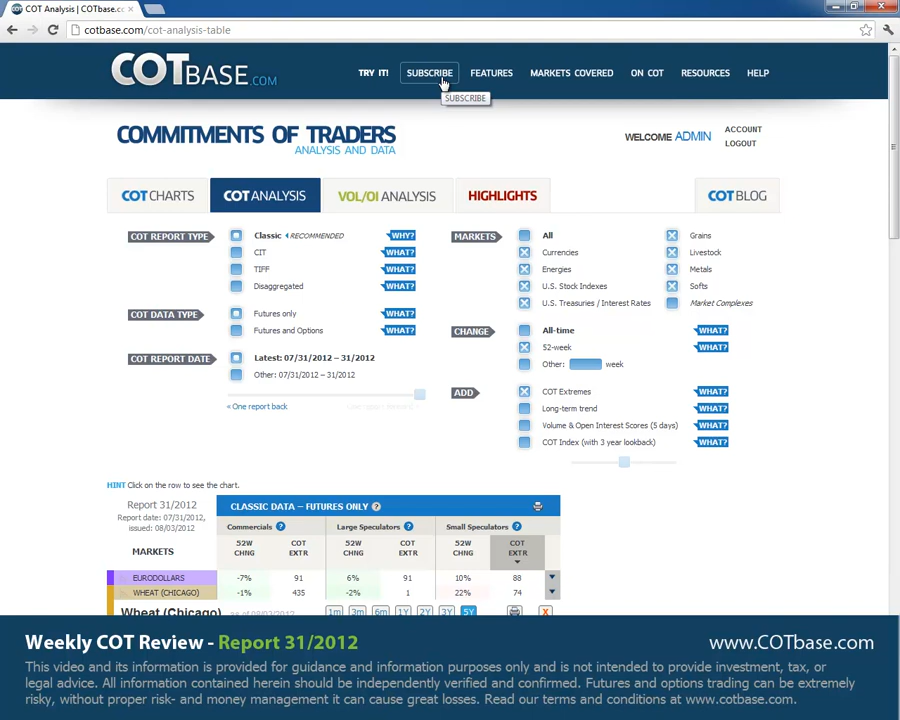 COT Analysis | COTbase.cc
cotbase.com/cot-analysis-table
COTBASE.COM
TRY IT! SUBSCRIBE FEATURES MARKETS COVERED ON COT RESOURCES HELP
SUBSCRIBE
COMMITMENTS OF TRADERS
ANALYSIS AND DATA
WELCOME ADMIN
ACCOUNT
LOGOUT
COTCHARTS COTANALYSIS VOL/OI ANALYSIS HIGHLIGHTS COTBLOG
COT REPORT TYPE
Classic RECOMMENDED WHY?
CIT WHAT?
TIFF WHAT?
Disaggregated WHAT?
COT DATA TYPE
Futures only WHAT?
Futures and Options WHAT?
COT REPORT DATE
Latest: 07/31/2012 – 31/2012
Other: 07/31/2012 – 31/2012
« One report back
MARKETS
All Grains
Currencies Livestock
Energies Metals
U.S. Stock Indexes Softs
U.S. Treasuries / Interest Rates Market Complexes
CHANGE
All-time WHAT?
52-week WHAT?
Other: week
ADD
COT Extremes WHAT?
Long-term trend WHAT?
Volume & Open Interest Scores (5 days) WHAT?
COT Index (with 3 year lookback) WHAT?
HINT Click on the row to see the chart.
Report 31/2012
Report date: 07/31/2012,
issued: 08/03/2012
MARKETS
CLASSIC DATA – FUTURES ONLY ?
Commercials ? Large Speculators ? Small Speculators ?
52W CHNG COT EXTR 52W CHNG COT EXTR 52W CHNG COT EXTR
EURODOLLARS -7% 91 6% 91 10% 88
WHEAT (CHICAGO) -1% 435 -2% 1 22% 74
Wheat (Chicago) as of 08/03/2012 1m 3m 6m 1Y 2Y 3Y 5Y X
Weekly COT Review - Report 31/2012
www.COTbase.com
This video and its information is provided for guidance and information purposes only and is not intended to provide investment, tax, or
legal advice. All information contained herein should be independently verified and confirmed. Futures and options trading can be extremely
risky, without proper risk- and money management it can cause great losses. Read our terms and conditions at www.cotbase.com.